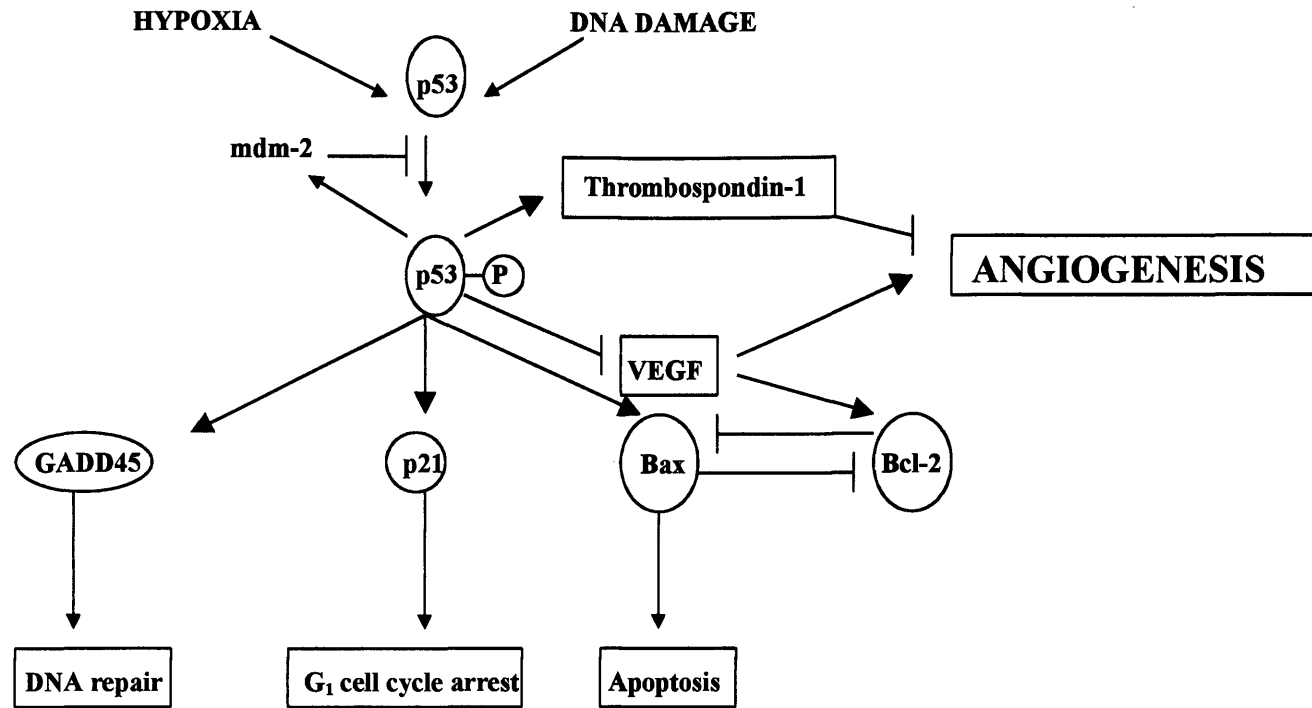 HYPOXIA
DNA DAMAGE
p53
mdm-2
Thrombospondin-1
ANGIOGENESIS
p53
P
VEGF
GADD45
p21
Bax
Bcl-2
DNA repair
G₁ cell cycle arrest
Apoptosis